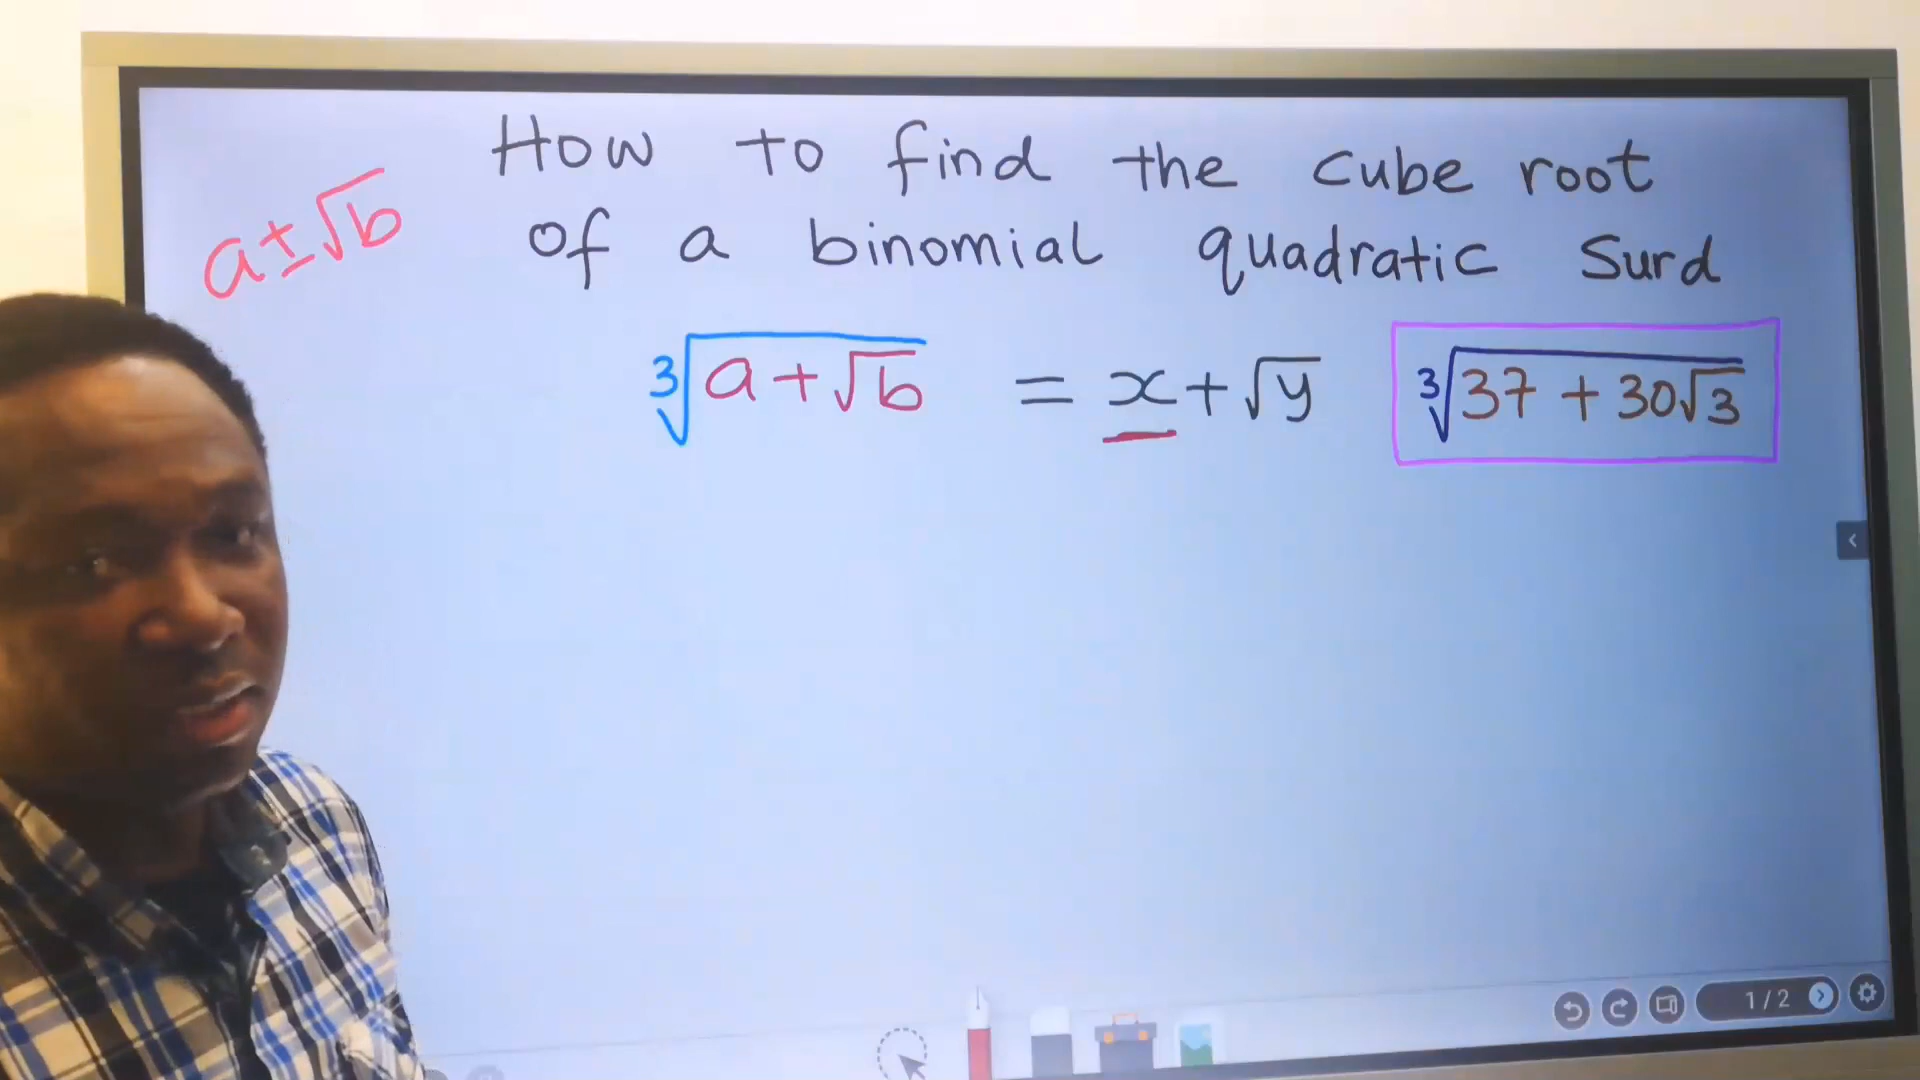 How to find the cube root
a±√b of a binomial quadratic Surd
∛(a+√b) = x+√y ∛(37 + 30√3)
1/2